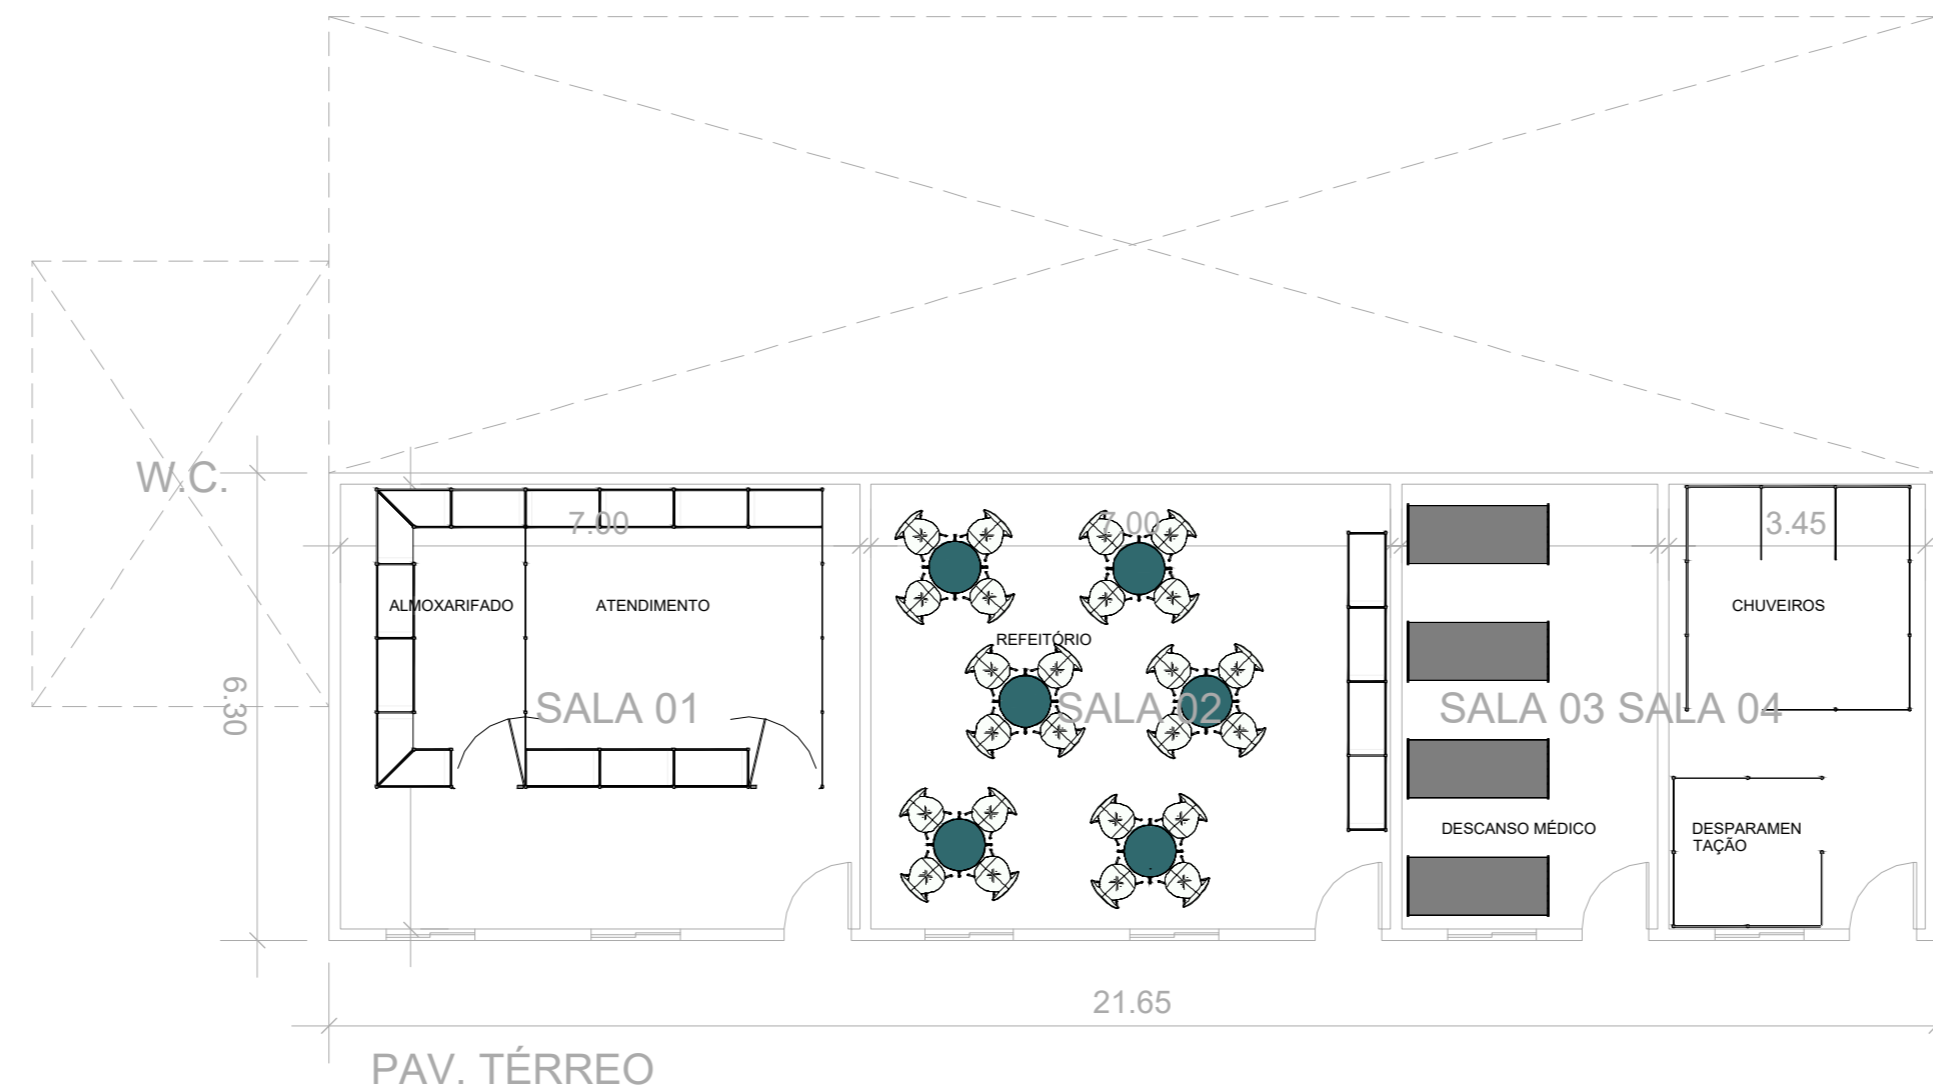 W.C.
7.00
7.00
3.45
ALMOXARIFADO
ATENDIMENTO
REFEITÓRIO
CHUVEIROS
6.30
SALA 01
SALA 02
SALA 03
SALA 04
DESCANSO MÉDICO
DESPARAMEN
TAÇÃO
21.65
PAV. TÉRREO